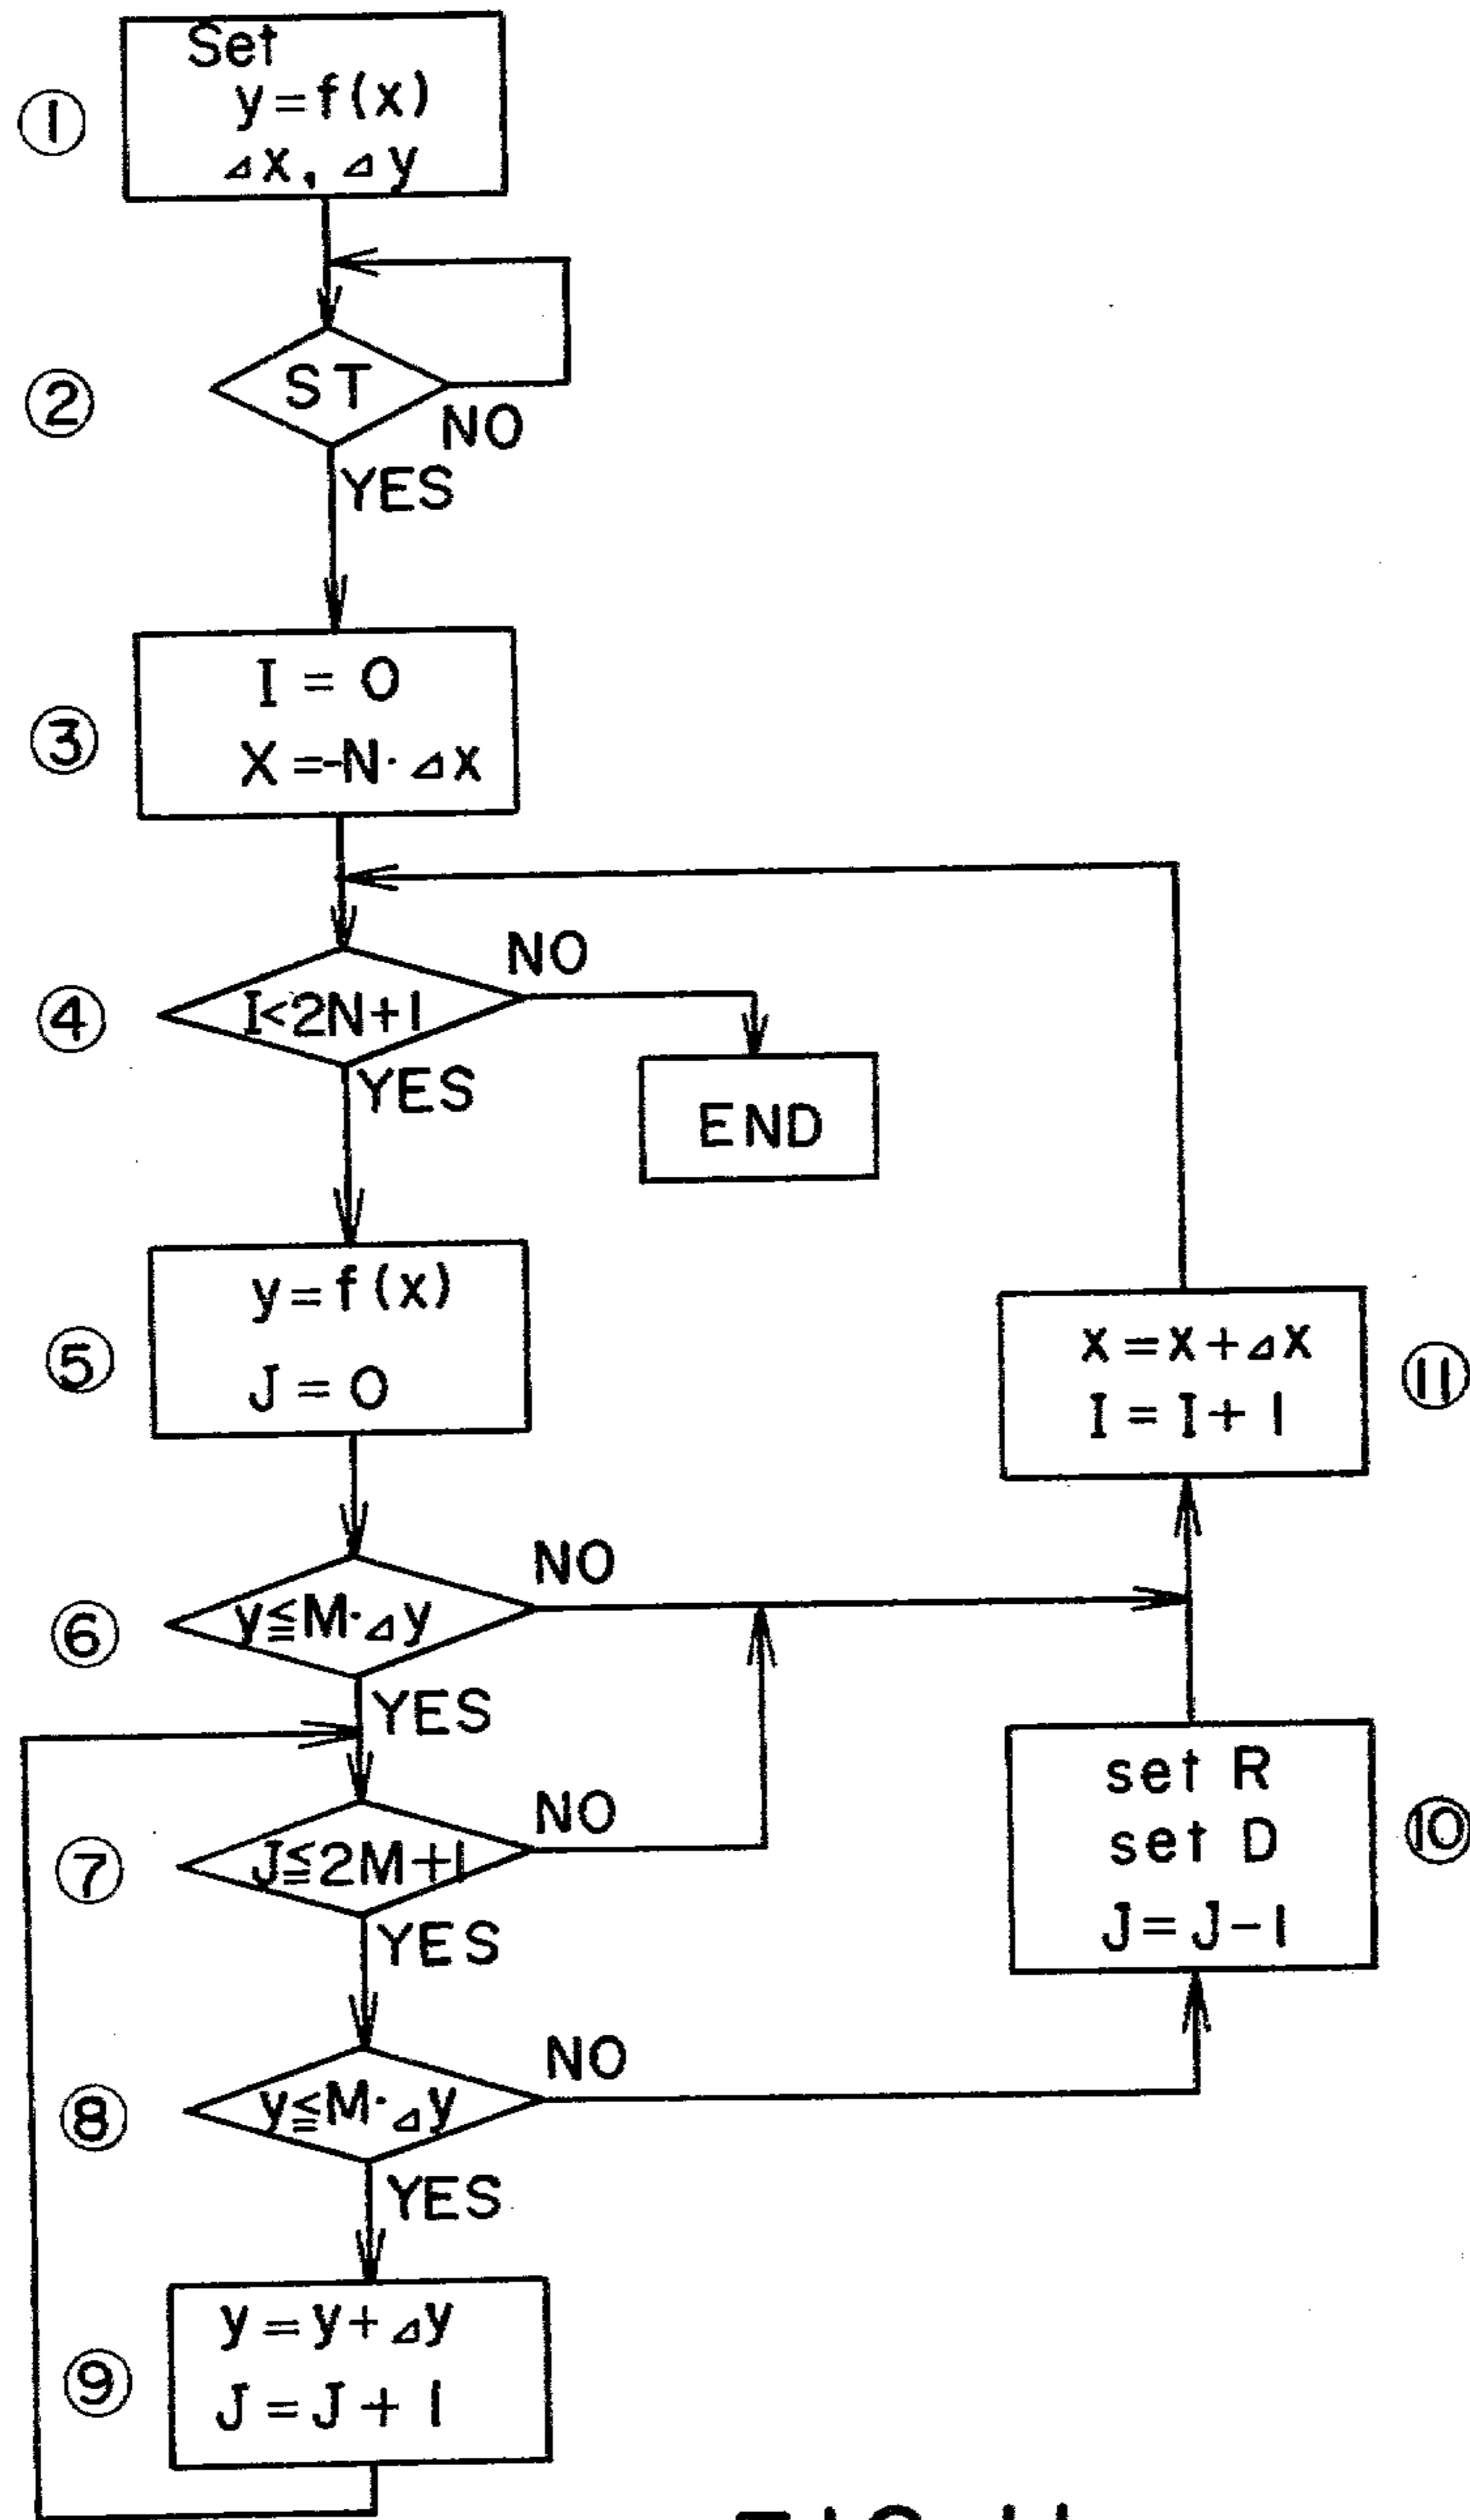 ①
Set
y=f(x)
⊿x, ⊿y
②
ST
NO
YES
③
I=0
X=-N·⊿x
④
I<2N+1
NO
YES
END
⑤
y=f(x)
J=0
x=x+⊿x
I=I+1
⑪
⑥
y≦M·⊿y
NO
YES
⑦
J≦2M+1
NO
YES
set R
set D
J=J-1
⑩
⑧
y≦M·⊿y
NO
YES
⑨
y=y+⊿y
J=J+1